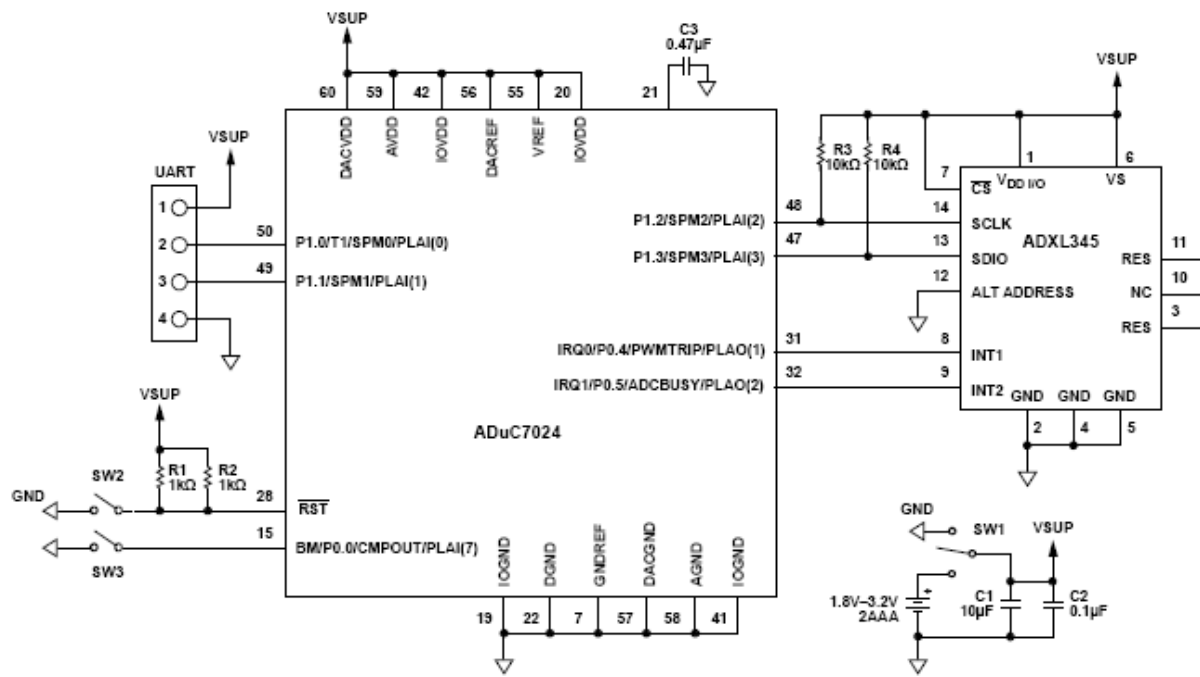 VSUP
C3
0.47µF
60 59 42 56 55 20 21
VSUP
DACVDD
AVDD
IOVDD
DACREF
VREF
IOVDD
VSUP
UART
1
2
3
4
50
P1.0/T1/SPM0/PLAI(0)
49
P1.1/SPM1/PLAI(1)
R3
10kΩ
R4
10kΩ
P1.2/SPM2/PLAI(2)
48
P1.3/SPM3/PLAI(3)
47
7
CS
1
VDD I/O
6
VS
14
SCLK
ADXL345
13
SDIO
12
ALT ADDRESS
RES
11
NC
10
RES
3
IRQ0/P0.4/PWMTRIP/PLAO(1)
31
8
INT1
IRQ1/P0.5/ADCBUSY/PLAO(2)
32
9
INT2
GND GND GND
2 4 5
ADuC7024
VSUP
R1
1kΩ
R2
1kΩ
SW2
GND
28
RST
15
BM/P0.0/CMPOUT/PLAI(7)
SW3
IOGND
DGND
GNDREF
DACGND
AGND
IOGND
19 22 7 57 58 41
GND
SW1
VSUP
1.8V–3.2V
2AAA
+
C1
10µF
C2
0.1µF